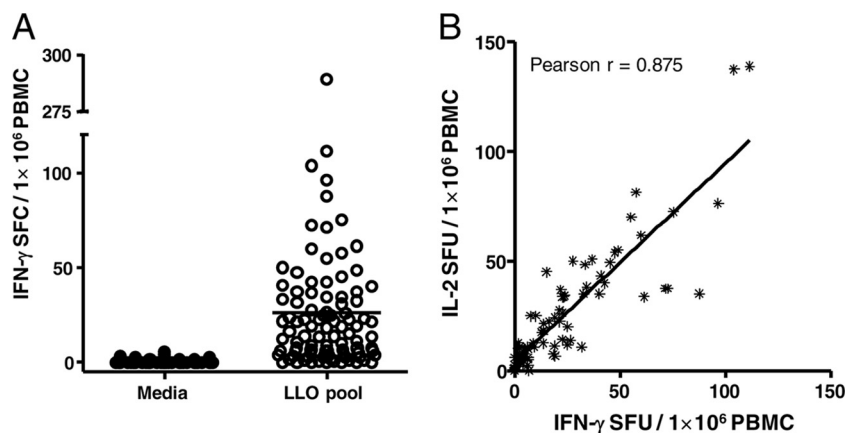 A
IFN-γ SFC / 1× 10⁶ PBMC
300
275
100
50
0
Media
LLO pool
B
IL-2 SFU / 1×10⁶ PBMC
150
100
50
0
Pearson r = 0.875
0
50
100
150
IFN-γ SFU / 1×10⁶ PBMC